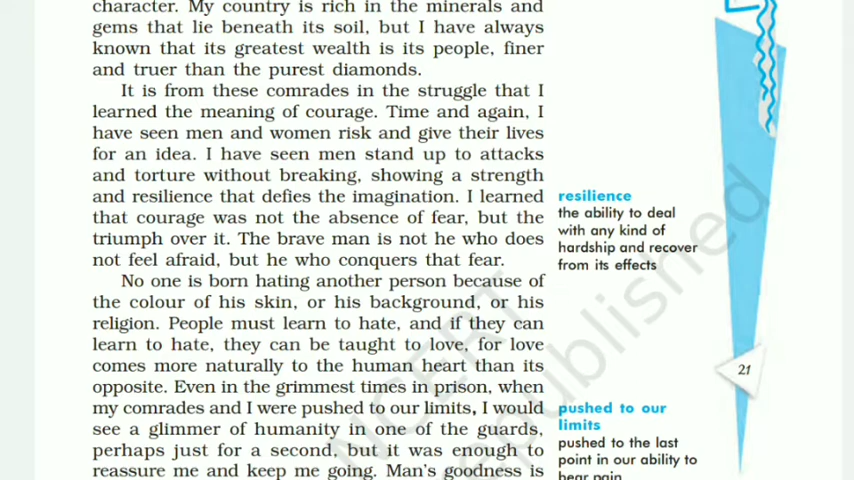 character. My country is rich in the minerals and
gems that lie beneath its soil, but I have always
known that its greatest wealth is its people, finer
and truer than the purest diamonds.
It is from these comrades in the struggle that I
learned the meaning of courage. Time and again, I
have seen men and women risk and give their lives
for an idea. I have seen men stand up to attacks
and torture without breaking, showing a strength
and resilience that defies the imagination. I learned
that courage was not the absence of fear, but the
triumph over it. The brave man is not he who does
not feel afraid, but he who conquers that fear.
No one is born hating another person because of
the colour of his skin, or his background, or his
religion. People must learn to hate, and if they can
learn to hate, they can be taught to love, for love
comes more naturally to the human heart than its
opposite. Even in the grimmest times in prison, when
my comrades and I were pushed to our limits, I would
see a glimmer of humanity in one of the guards,
perhaps just for a second, but it was enough to
reassure me and keep me going. Man's goodness is
resilience
the ability to deal
with any kind of
hardship and recover
from its effects
pushed to our
limits
pushed to the last
point in our ability to
bear pain
21
NCERT
republished